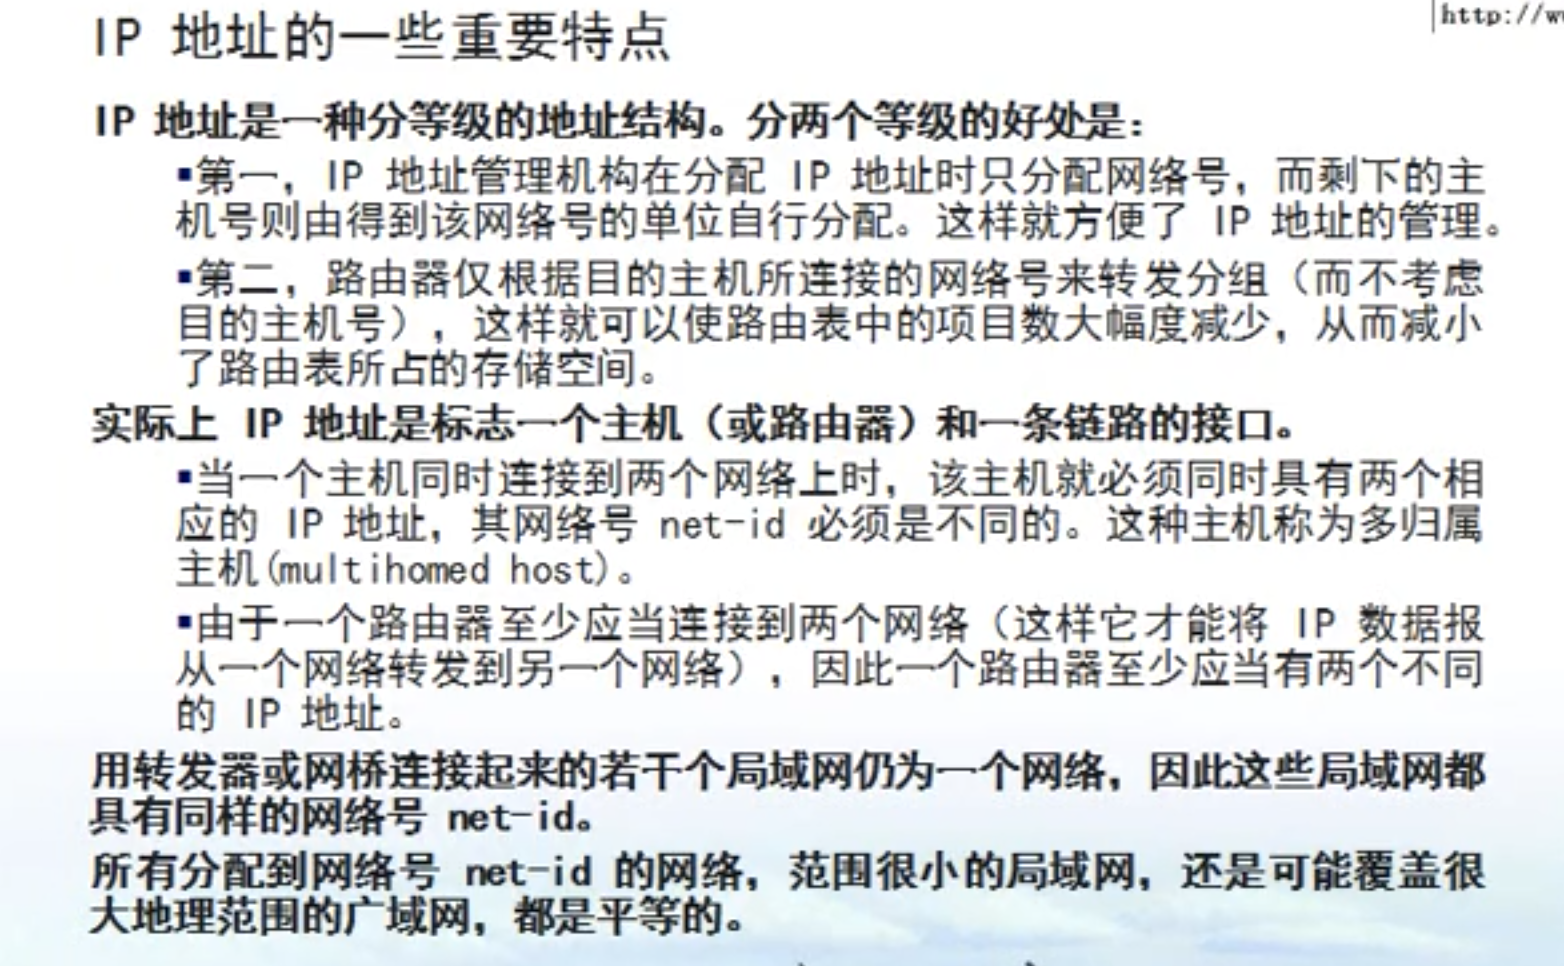 http://w
IP 地址的一些重要特点
IP 地址是一种分等级的地址结构。分两个等级的好处是：
▪第一，IP 地址管理机构在分配 IP 地址时只分配网络号，而剩下的主
机号则由得到该网络号的单位自行分配。这样就方便了 IP 地址的管理。
▪第二，路由器仅根据目的主机所连接的网络号来转发分组（而不考虑
目的主机号），这样就可以使路由表中的项目数大幅度减少，从而减小
了路由表所占的存储空间。
实际上 IP 地址是标志一个主机（或路由器）和一条链路的接口。
▪当一个主机同时连接到两个网络上时，该主机就必须同时具有两个相
应的 IP 地址，其网络号 net-id 必须是不同的。这种主机称为多归属
主机(multihomed host)。
▪由于一个路由器至少应当连接到两个网络（这样它才能将 IP 数据报
从一个网络转发到另一个网络），因此一个路由器至少应当有两个不同
的 IP 地址。
用转发器或网桥连接起来的若干个局域网仍为一个网络，因此这些局域网都
具有同样的网络号 net-id。
所有分配到网络号 net-id 的网络，范围很小的局域网，还是可能覆盖很
大地理范围的广域网，都是平等的。